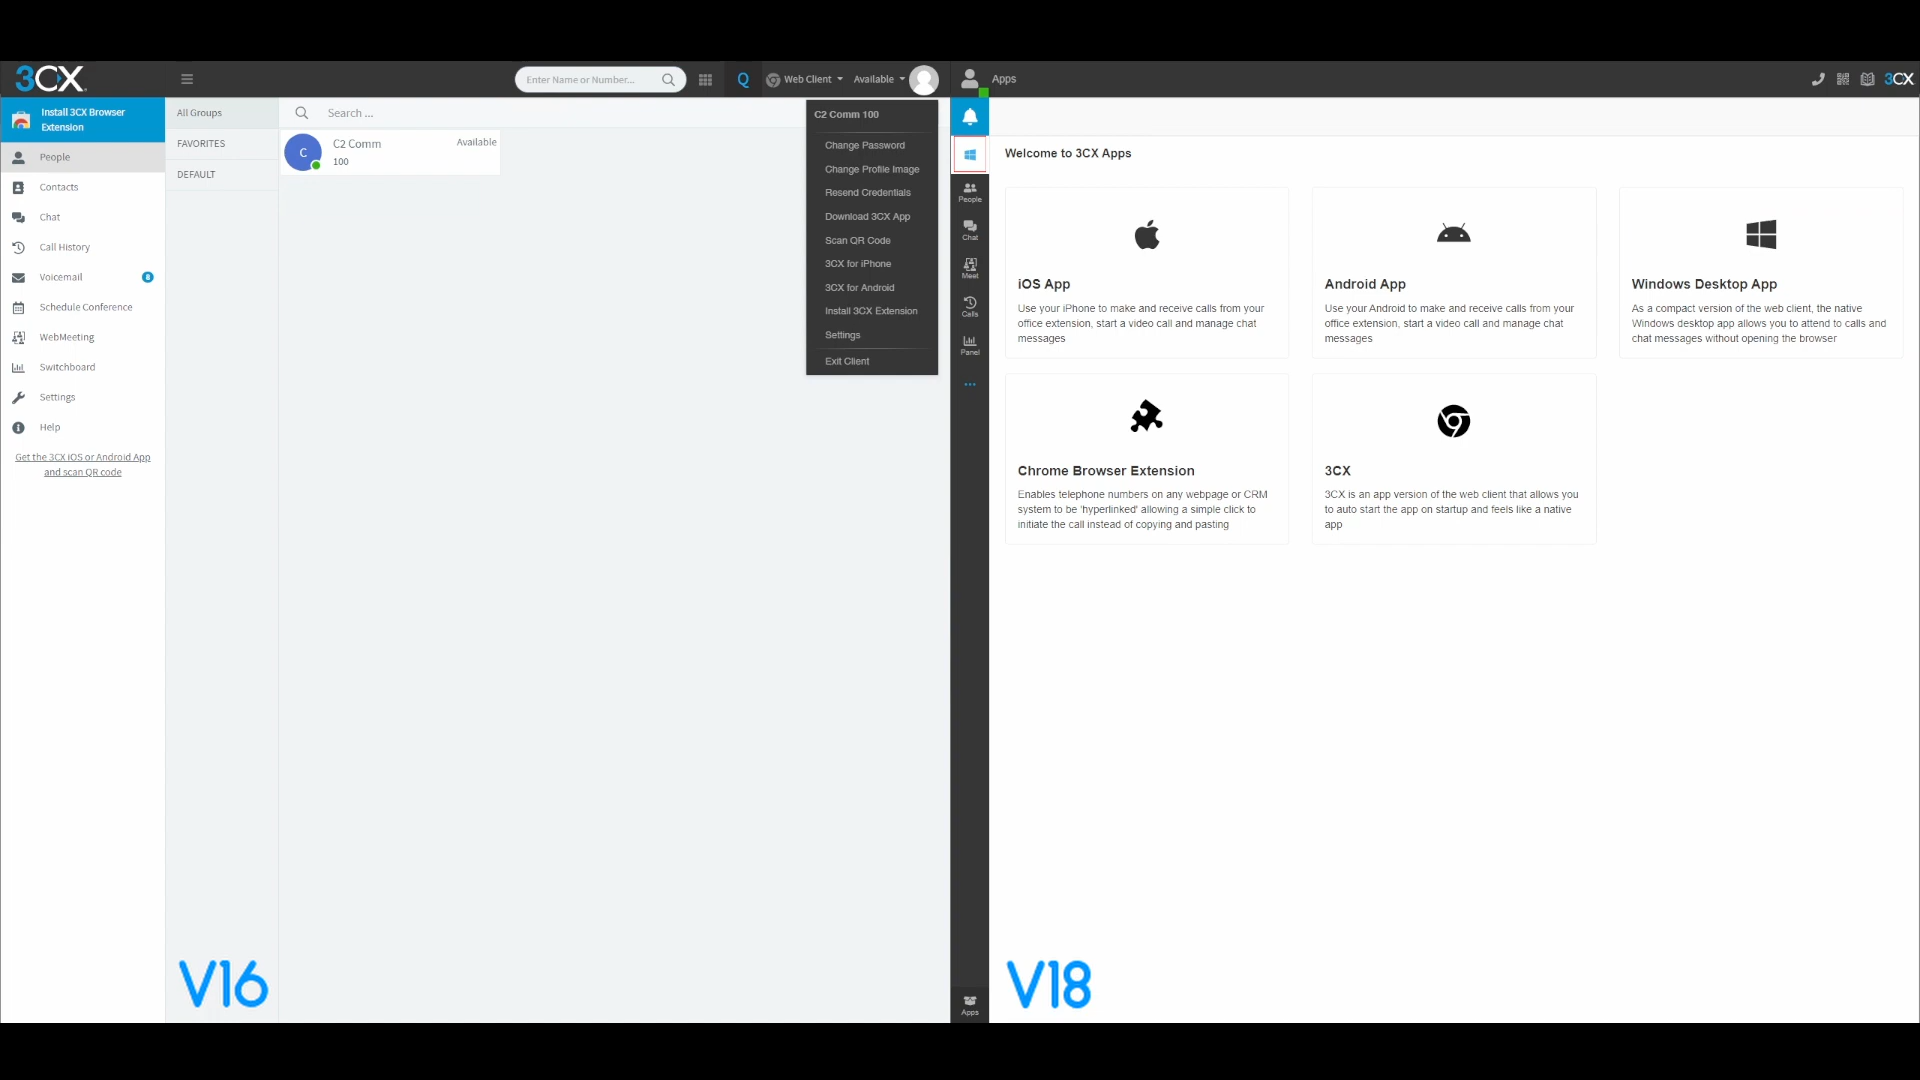 3CX
Enter Name or Number...
Q
Web Client
Available
Install 3CX Browser
Extension
People
Contacts
Chat
Call History
Voicemail
8
Schedule Conference
WebMeeting
Switchboard
Settings
Help
Get the 3CX iOS or Android App
and scan QR code
All Groups
FAVORITES
DEFAULT
Search ...
C
C2 Comm
Available
100
C2 Comm 100
Change Password
Change Profile Image
Resend Credentials
Download 3CX App
Scan QR Code
3CX for iPhone
3CX for Android
Install 3CX Extension
Settings
Exit Client
V16
Apps
3CX
People
Chat
Meet
Calls
Panel
Apps
Welcome to 3CX Apps
iOS App
Use your iPhone to make and receive calls from your
office extension, start a video call and manage chat
messages
Android App
Use your Android to make and receive calls from your
office extension, start a video call and manage chat
messages
Windows Desktop App
As a compact version of the web client, the native
Windows desktop app allows you to attend to calls and
chat messages without opening the browser
Chrome Browser Extension
Enables telephone numbers on any webpage or CRM
system to be 'hyperlinked' allowing a simple click to
initiate the call instead of copying and pasting
3CX
3CX is an app version of the web client that allows you
to auto start the app on startup and feels like a native
app
V18